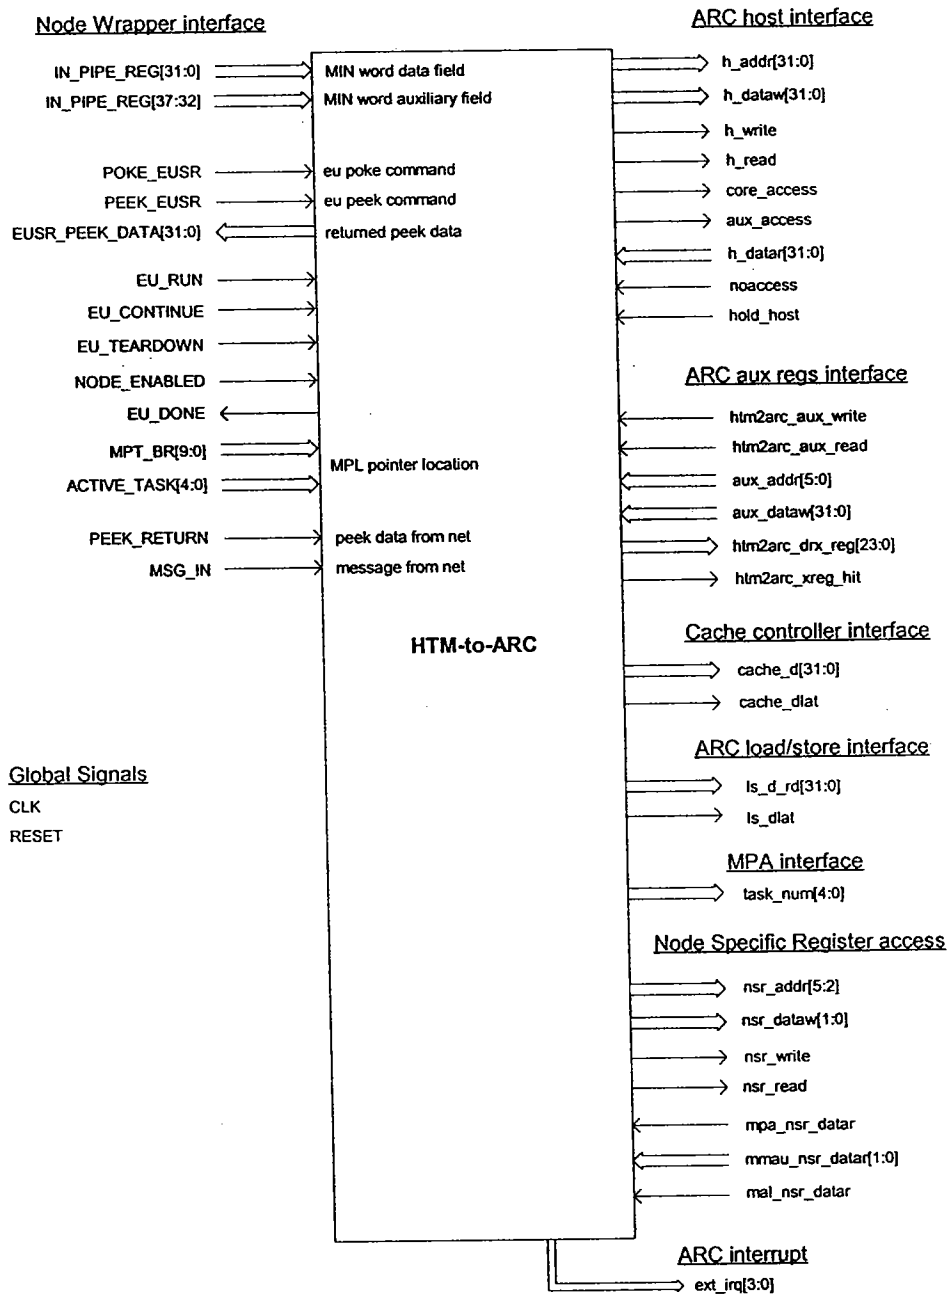 Node Wrapper interface
IN_PIPE_REG[31:0] MIN word data field
IN_PIPE_REG[37:32] MIN word auxiliary field
POKE_EUSR eu poke command
PEEK_EUSR eu peek command
EUSR_PEEK_DATA[31:0] returned peek data
EU_RUN
EU_CONTINUE
EU_TEARDOWN
NODE_ENABLED
EU_DONE
MPT_BR[9:0]
MPL pointer location
ACTIVE_TASK[4:0]
PEEK_RETURN peek data from net
MSG_IN message from net
HTM-to-ARC
Global Signals
CLK
RESET
ARC host interface
h_addr[31:0]
h_dataw[31:0]
h_write
h_read
core_access
aux_access
h_datar[31:0]
noaccess
hold_host
ARC aux regs interface
htm2arc_aux_write
htm2arc_aux_read
aux_addr[5:0]
aux_dataw[31:0]
htm2arc_drx_reg[23:0]
htm2arc_xreg_hit
Cache controller interface
cache_d[31:0]
cache_dlat
ARC load/store interface
ls_d_rd[31:0]
ls_dlat
MPA interface
task_num[4:0]
Node Specific Register access
nsr_addr[5:2]
nsr_dataw[1:0]
nsr_write
nsr_read
mpa_nsr_datar
mmau_nsr_datar[1:0]
mal_nsr_datar
ARC interrupt
ext_irq[3:0]